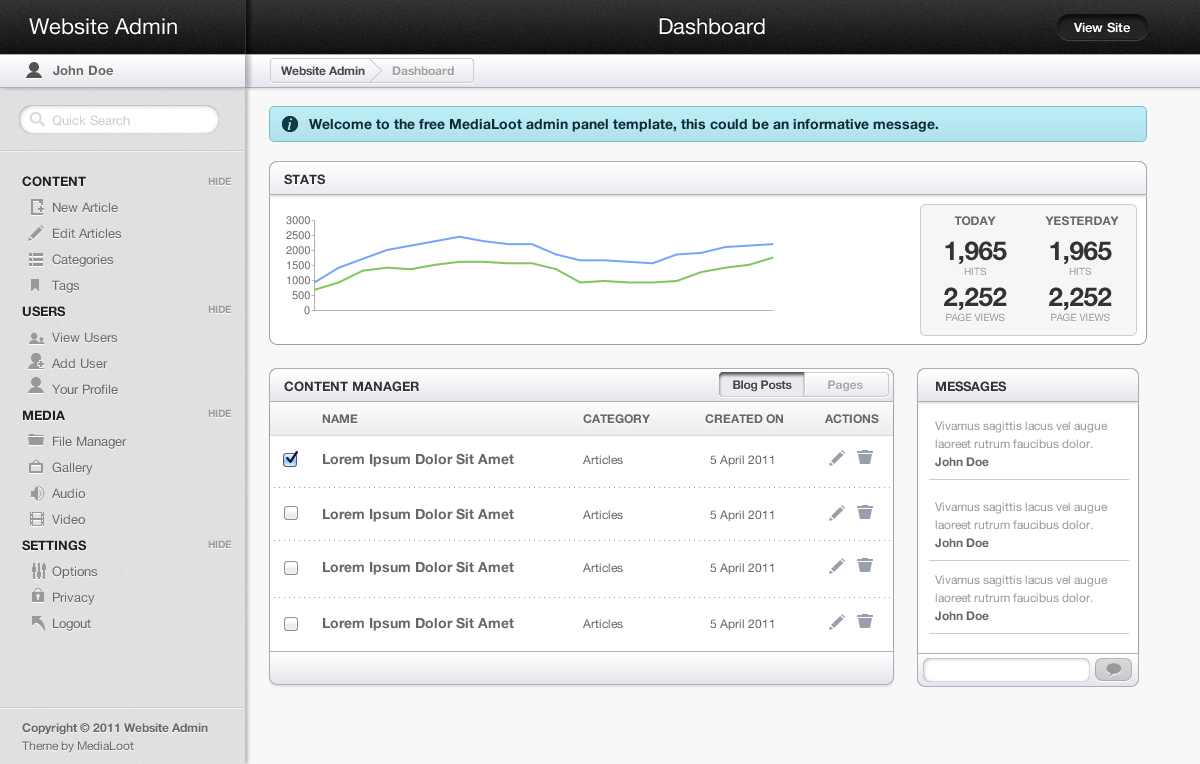 Website Admin
Dashboard
View Site
John Doe
Website Admin
Dashboard
Quick Search
CONTENT HIDE
New Article
Edit Articles
Categories
Tags
USERS HIDE
View Users
Add User
Your Profile
MEDIA HIDE
File Manager
Gallery
Audio
Video
SETTINGS HIDE
Options
Privacy
Logout
Copyright © 2011 Website Admin
Theme by MediaLoot
i Welcome to the free MediaLoot admin panel template, this could be an informative message.
STATS
3000
2500
2000
1500
1000
500
0
TODAY YESTERDAY
1,965 1,965
HITS HITS
2,252 2,252
PAGE VIEWS PAGE VIEWS
CONTENT MANAGER Blog Posts Pages
NAME CATEGORY CREATED ON ACTIONS
Lorem Ipsum Dolor Sit Amet Articles 5 April 2011
Lorem Ipsum Dolor Sit Amet Articles 5 April 2011
Lorem Ipsum Dolor Sit Amet Articles 5 April 2011
Lorem Ipsum Dolor Sit Amet Articles 5 April 2011
MESSAGES
Vivamus sagittis lacus vel augue
laoreet rutrum faucibus dolor.
John Doe
Vivamus sagittis lacus vel augue
laoreet rutrum faucibus dolor.
John Doe
Vivamus sagittis lacus vel augue
laoreet rutrum faucibus dolor.
John Doe